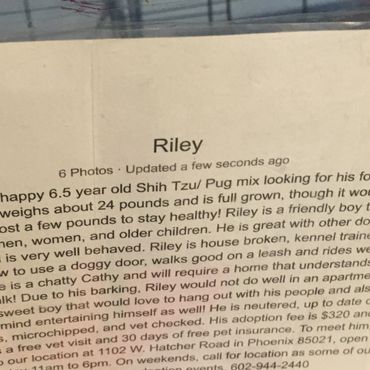 Riley
6 Photos · Updated a few seconds ago
happy 6.5 year old Shih Tzu/ Pug mix looking for his fo
weighs about 24 pounds and is full grown, though it wou
ost a few pounds to stay healthy! Riley is a friendly boy t
nen, women, and older children. He is great with other do
is very well behaved. Riley is house broken, kennel traine
w to use a doggy door, walks good on a leash and rides we
e is a chatty Cathy and will require a home that understands
lk! Due to his barking, Riley would not do well in an apartme
sweet boy that would love to hang out with his people and als
mind entertaining himself as well! He is neutered, up to date o
s, microchipped, and vet checked. His adoption fee is $320 an
s a free vet visit and 30 days of free pet insurance. To meet him
o our location at 1102 W. Hatcher Road in Phoenix 85021, open
ay 11am to 6pm. On weekends, call for location as some of ou
events. 602-944-2440